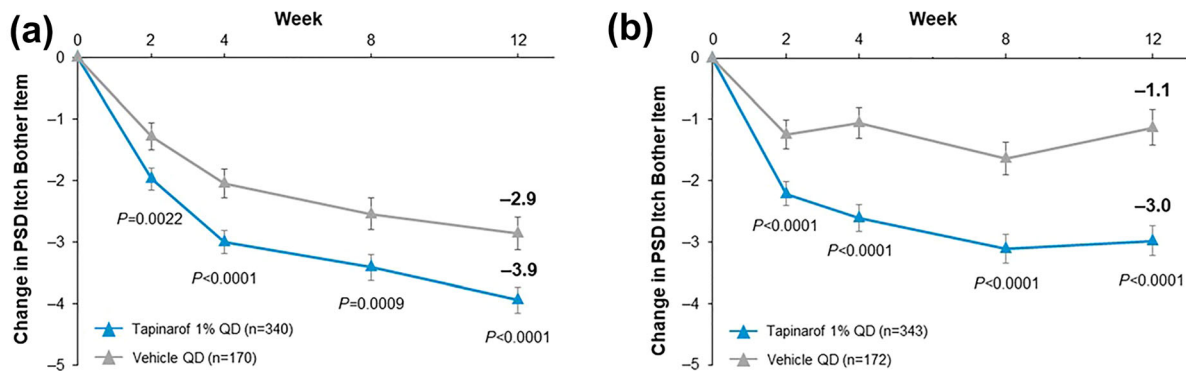 (a)
Week
0 2 4 8 12
Change in PSD Itch Bother Item
0
–1
–2
–3
–4
–5
–2.9
–3.9
P=0.0022
P<0.0001
P=0.0009
P<0.0001
Tapinarof 1% QD (n=340)
Vehicle QD (n=170)
(b)
Week
0 2 4 8 12
Change in PSD Itch Bother Item
0
–1
–2
–3
–4
–5
–1.1
–3.0
P<0.0001
P<0.0001
P<0.0001
P<0.0001
Tapinarof 1% QD (n=343)
Vehicle QD (n=172)